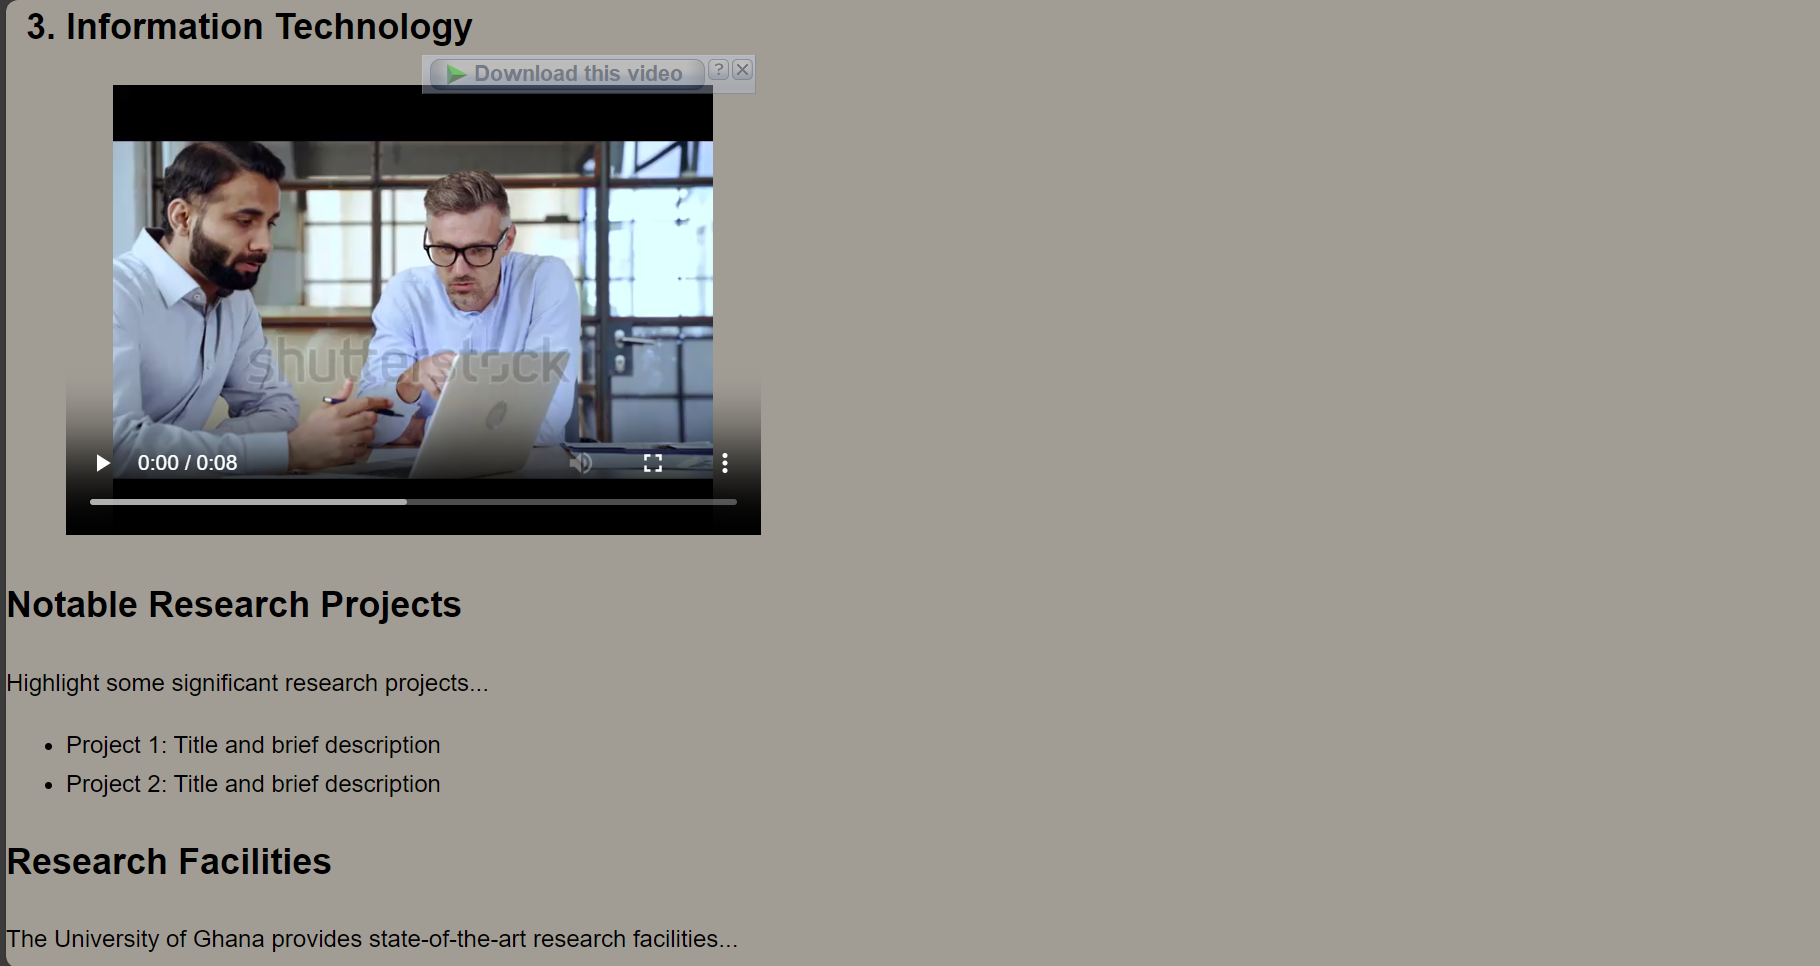 3. Information Technology
Download this video
?
shutterstock
0:00 / 0:08
Notable Research Projects
Highlight some significant research projects...
• Project 1: Title and brief description
• Project 2: Title and brief description
Research Facilities
The University of Ghana provides state-of-the-art research facilities...